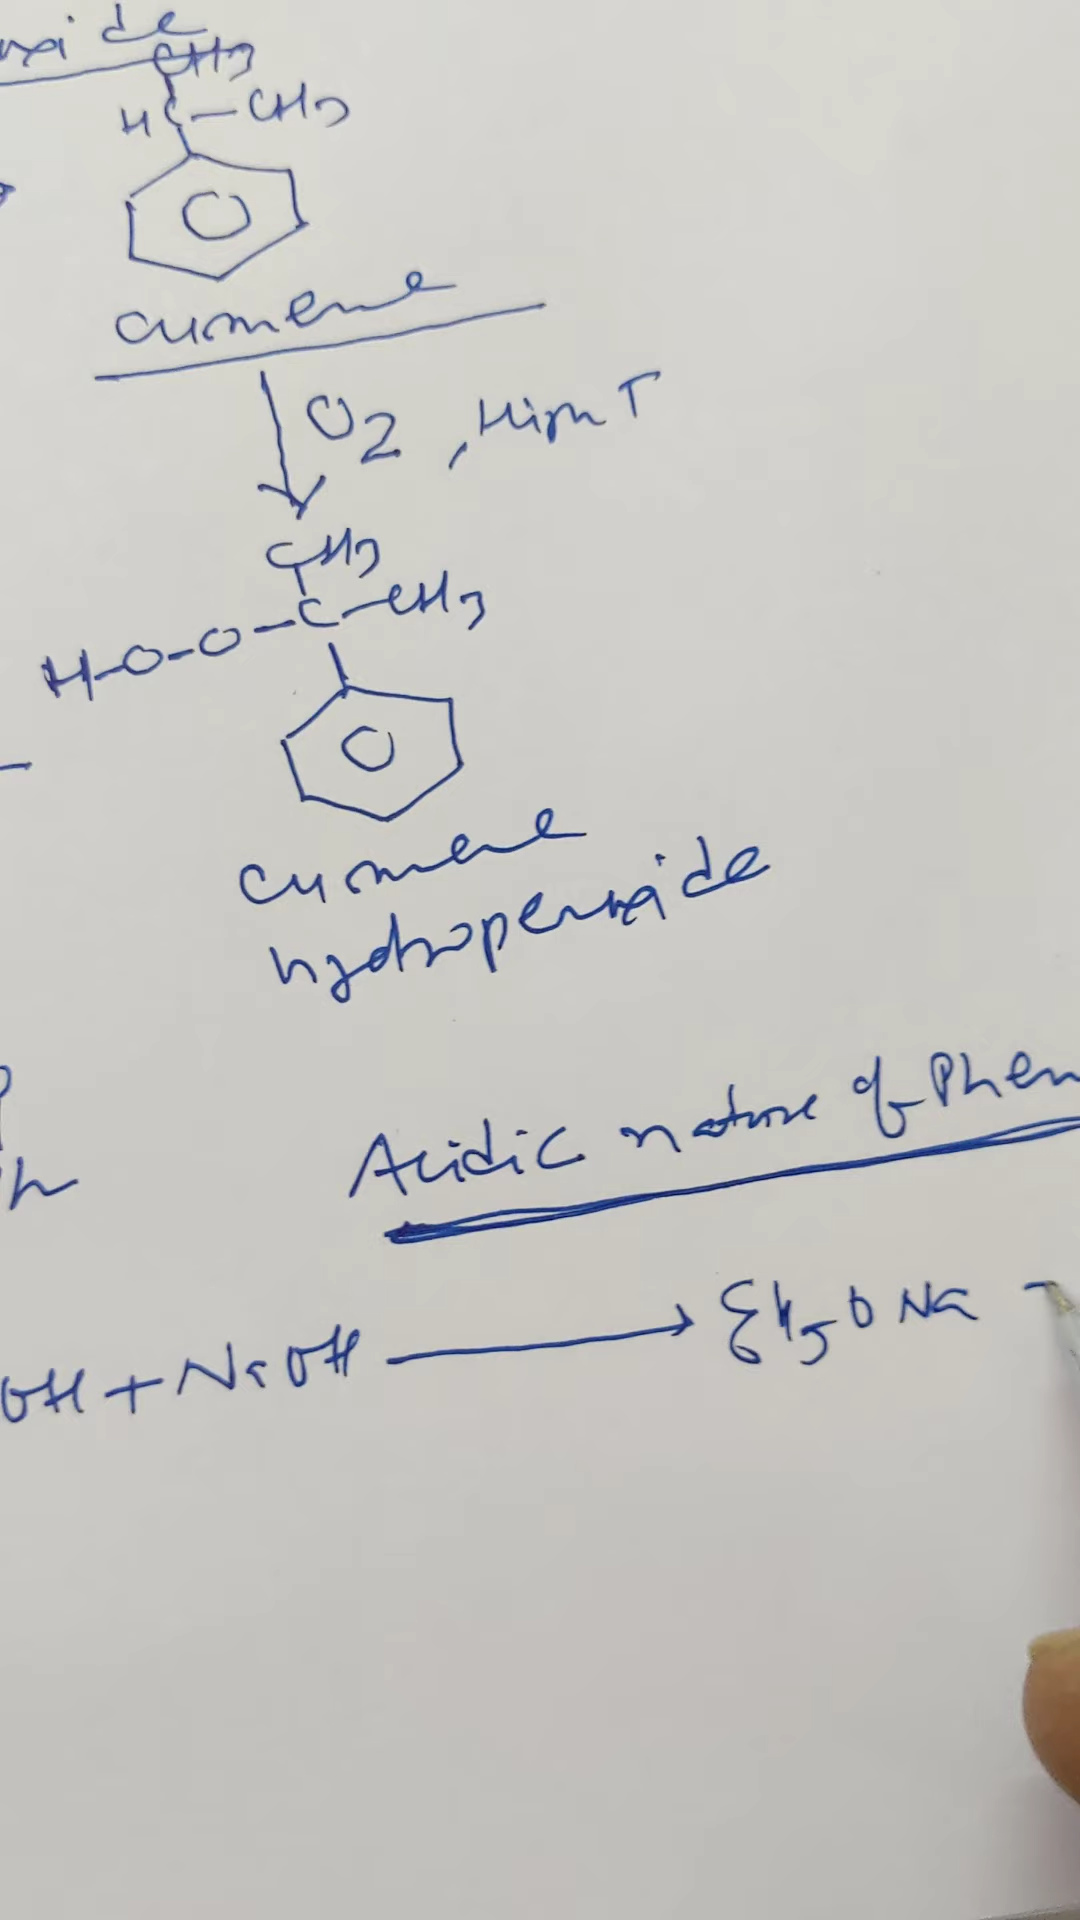 CH3
HC-CH3
cumene
O2, High T
CH3
H-O-O-C-CH3
cumene
hydroperoxide
Acidic nature of Phen
OH + NaOH → C6H5ONa